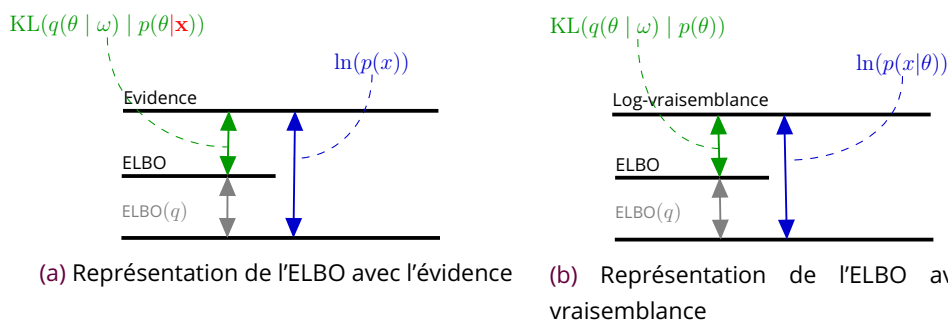 KL(q(θ | ω) | p(θ|x))
ln(p(x))
Evidence
ELBO
ELBO(q)
(a) Représentation de l'ELBO avec l'évidence
KL(q(θ | ω) | p(θ))
ln(p(x|θ))
Log-vraisemblance
ELBO
ELBO(q)
(b) Représentation de l'ELBO av
vraisemblance